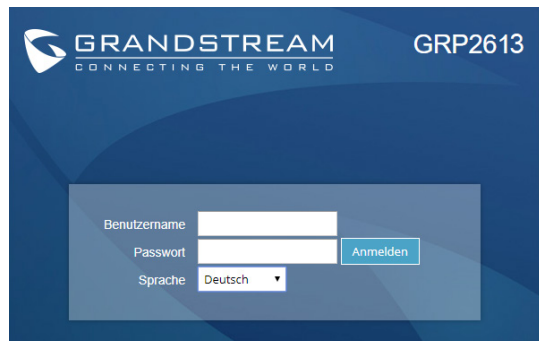 GRANDSTREAM
CONNECTING THE WORLD
GRP2613
Benutzername
Passwort
Anmelden
Sprache
Deutsch